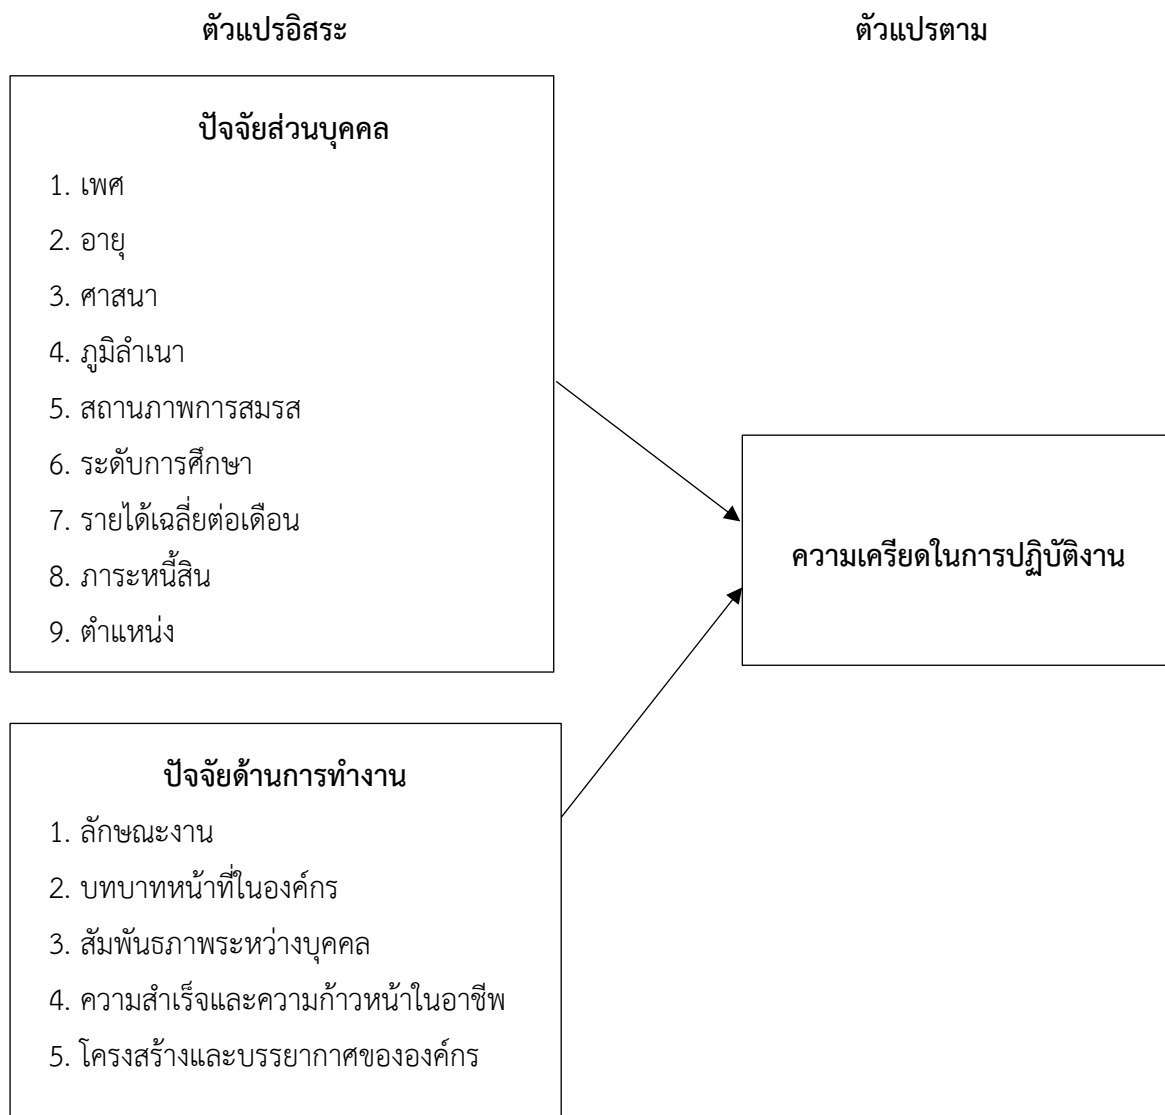 ตัวแปรอิสระ
ตัวแปรตาม
ปัจจัยส่วนบุคคล
1. เพศ
2. อายุ
3. ศาสนา
4. ภูมิลำเนา
5. สถานภาพการสมรส
6. ระดับการศึกษา
7. รายได้เฉลี่ยต่อเดือน
8. ภาระหนี้สิน
9. ตำแหน่ง
ความเครียดในการปฏิบัติงาน
ปัจจัยด้านการทำงาน
1. ลักษณะงาน
2. บทบาทหน้าที่ในองค์กร
3. สัมพันธภาพระหว่างบุคคล
4. ความสำเร็จและความก้าวหน้าในอาชีพ
5. โครงสร้างและบรรยากาศขององค์กร